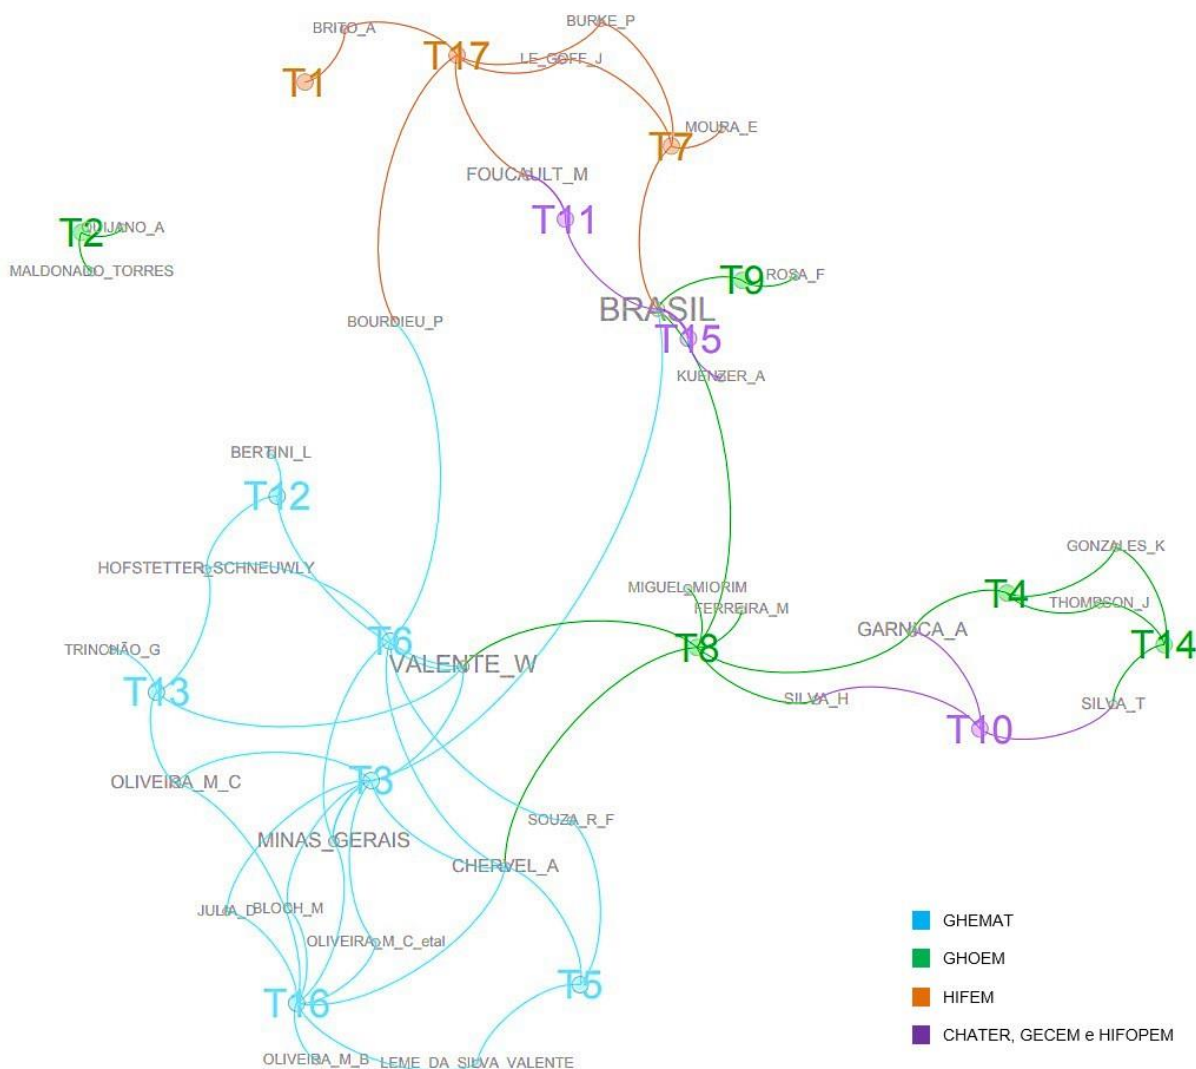 BURKE_P
BRITO_A
T17
LE_GOFF_J
T1
MOURA_E
T7
FOUCAULT_M
T11
T2
QUIJANO_A
MALDONADO_TORRES
T9
ROSA_F
BRASIL
BOURDIEU_P
T15
KUENZER_A
BERTINI_L
T12
GONZALES_K
HOFSTETTER_SCHNEUWLY
MIGUEL_MIORIM
T4
THOMPSON_J
FERREIRA_M
GARNICA_A
T6
T8
T14
TRINCHÃO_G
VALENTE_W
T13
SILVA_H
SILVA_T
T10
OLIVEIRA_M_C
T3
SOUZA_R_F
MINAS_GERAIS
CHERVEL_A
JULIA_D
BLOCH_M
OLIVEIRA_M_C_etal
T5
T16
OLIVEIRA_M_B
LEME_DA_SILVA_VALENTE
GHEMAT
GHOEM
HIFEM
CHATER, GECEM e HIFOPEM